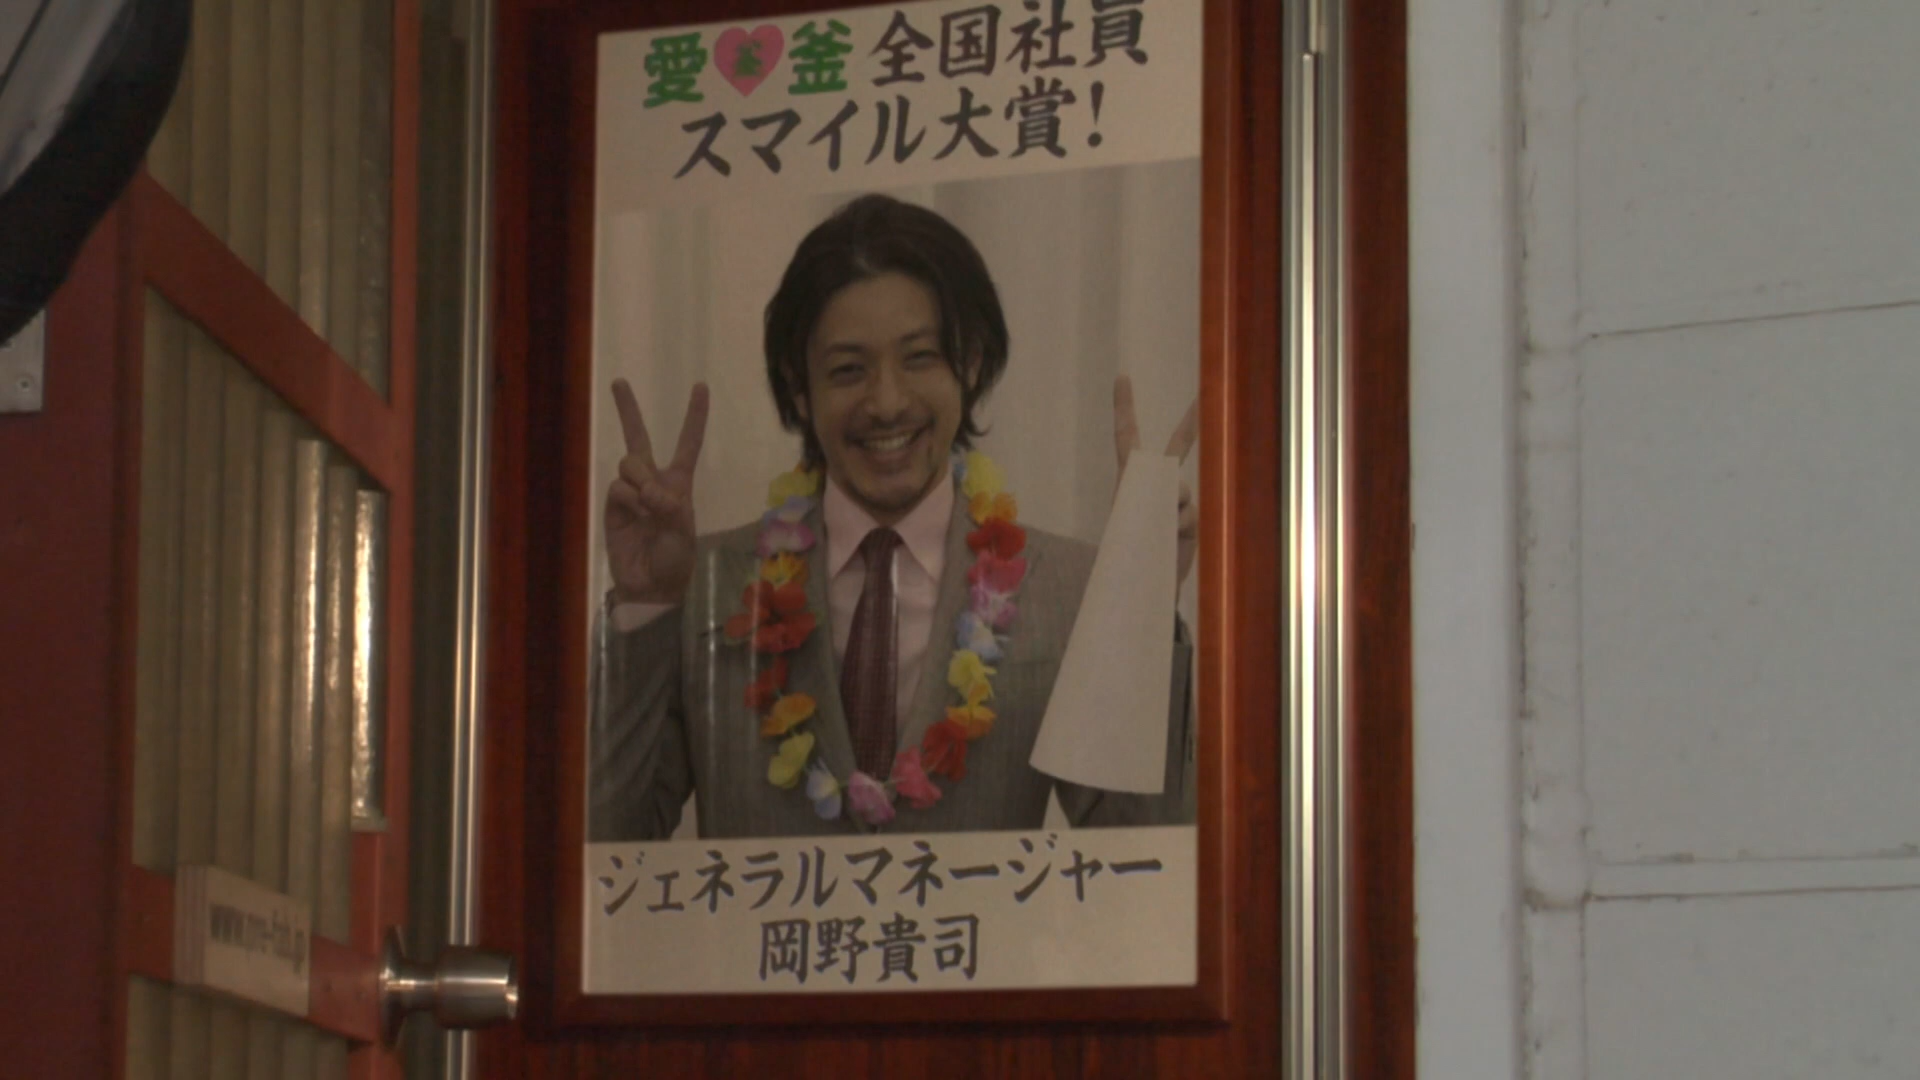 愛釜全国社員
スマイル大賞!
ジェネラルマネージャー
岡野貴司